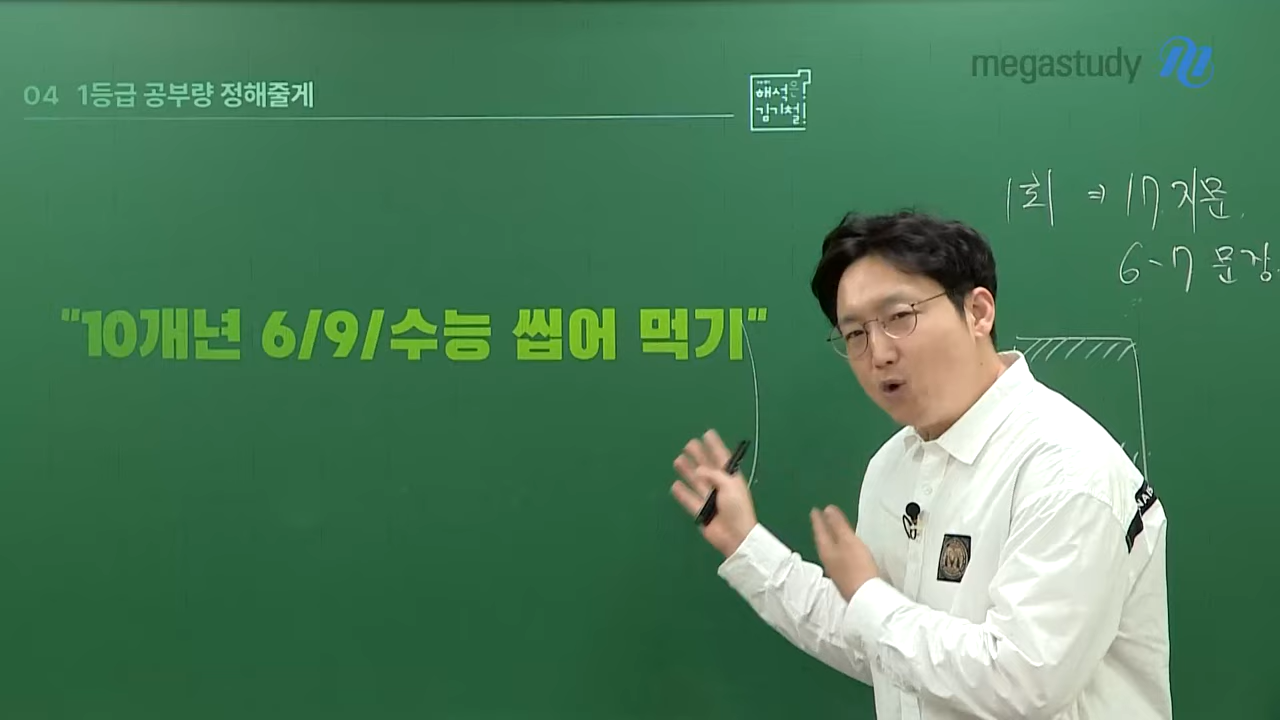 megastudy
04 1등급 공부량 정해줄게
해석은!
김기철!
1회 ⇒ 17 지문.
6~7 문장
"10개년 6/9/수능 씹어 먹기"